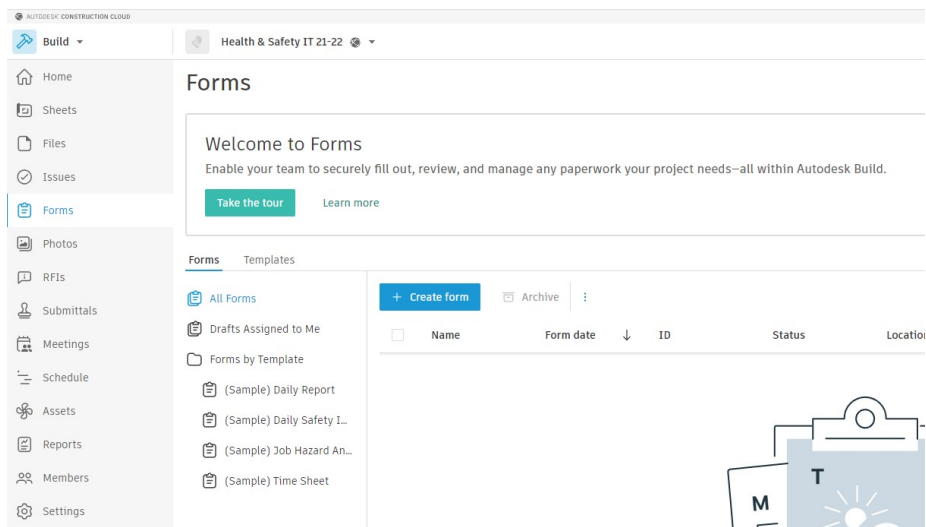 AUTODESK CONSTRUCTION CLOUD
Build
Health & Safety IT 21-22
Home
Sheets
Files
Issues
Forms
Photos
RFIs
Submittals
Meetings
Schedule
Assets
Reports
Members
Settings
Forms
Welcome to Forms
Enable your team to securely fill out, review, and manage any paperwork your project needs—all within Autodesk Build.
Take the tour Learn more
Forms Templates
All Forms
Drafts Assigned to Me
Forms by Template
(Sample) Daily Report
(Sample) Daily Safety I...
(Sample) Job Hazard An...
(Sample) Time Sheet
+ Create form Archive
Name Form date ↓ ID Status Location
T
M